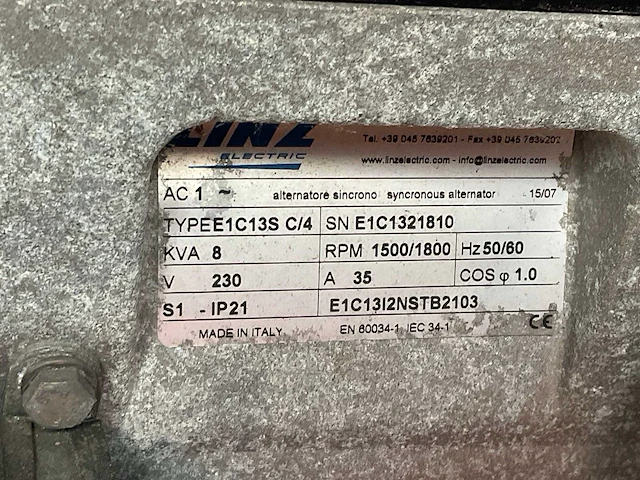 LINZ
ELECTRIC
Tel. +39 045 7639201 - Fax +39 045 7639202
www.linzelectric.com - info@linzelectric.com
AC 1 ~ alternatore sincrono syncronous alternator 15/07
TYPE E1C13S C/4 SN E1C1321810
KVA 8 RPM 1500/1800 Hz 50/60
V 230 A 35 COS φ 1.0
S1 - IP21 E1C13I2NSTB2103
MADE IN ITALY EN 60034-1 IEC 34-1 CE